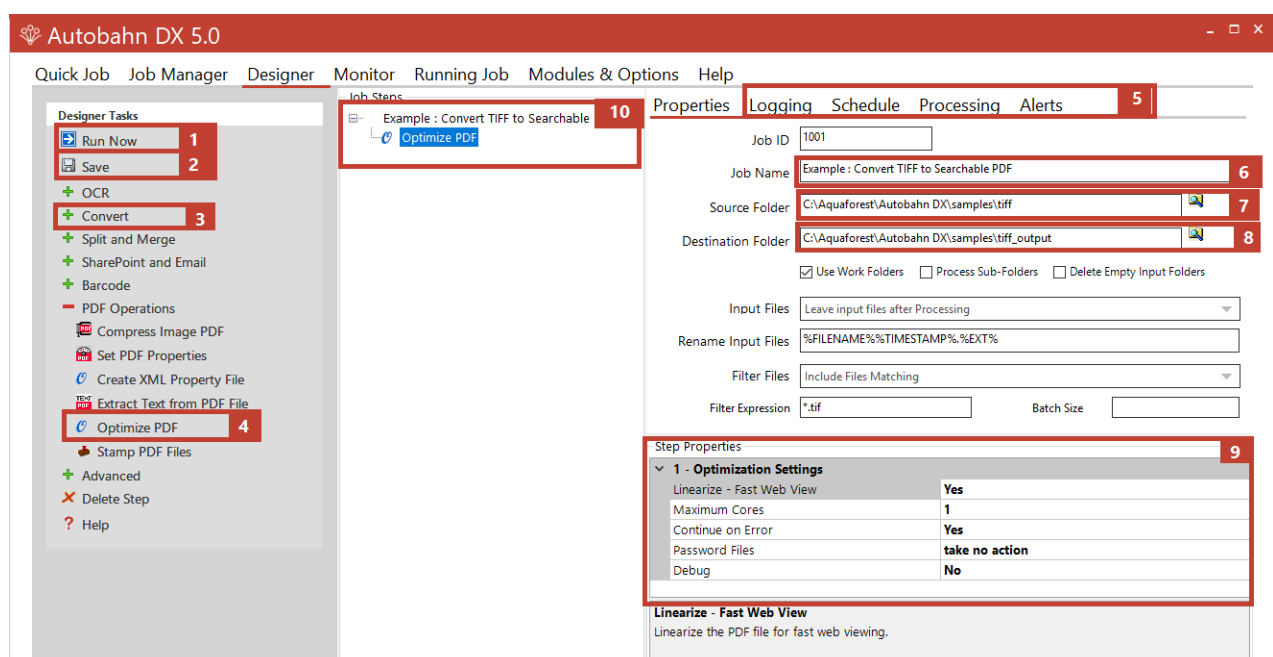 Autobahn DX 5.0
Quick Job Job Manager Designer Monitor Running Job Modules & Options Help
Designer Tasks
Run Now 1
Save 2
OCR
Convert 3
Split and Merge
SharePoint and Email
Barcode
PDF Operations
Compress Image PDF
Set PDF Properties
Create XML Property File
Extract Text from PDF File
Optimize PDF 4
Stamp PDF Files
Advanced
Delete Step
Help
Job Steps
Example : Convert TIFF to Searchable 10
Optimize PDF
Properties Logging Schedule Processing Alerts 5
Job ID 1001
Job Name Example : Convert TIFF to Searchable PDF 6
Source Folder C:\Aquaforest\Autobahn DX\samples\tiff 7
Destination Folder C:\Aquaforest\Autobahn DX\samples\tiff_output 8
Use Work Folders Process Sub-Folders Delete Empty Input Folders
Input Files Leave input files after Processing
Rename Input Files %FILENAME%%TIMESTAMP%.%EXT%
Filter Files Include Files Matching
Filter Expression *.tif Batch Size
Step Properties 9
1 - Optimization Settings
Linearize - Fast Web View Yes
Maximum Cores 1
Continue on Error Yes
Password Files take no action
Debug No
Linearize - Fast Web View
Linearize the PDF file for fast web viewing.